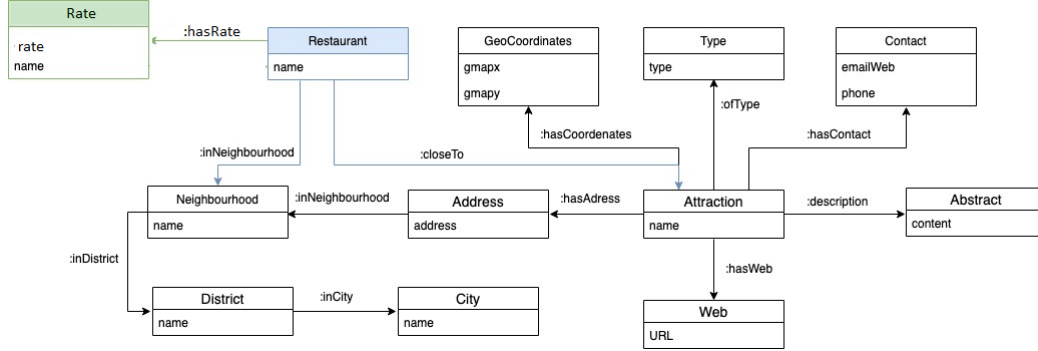 Rate
rate
name
:hasRate
Restaurant
name
GeoCoordinates
gmapx
gmapy
Type
type
Contact
emailWeb
phone
:hasCoordenates
:ofType
:hasContact
:inNeighbourhood
:closeTo
Neighbourhood
name
:inNeighbourhood
Address
address
:hasAdress
Attraction
name
:description
Abstract
content
:inDistrict
:hasWeb
District
name
:inCity
City
name
Web
URL